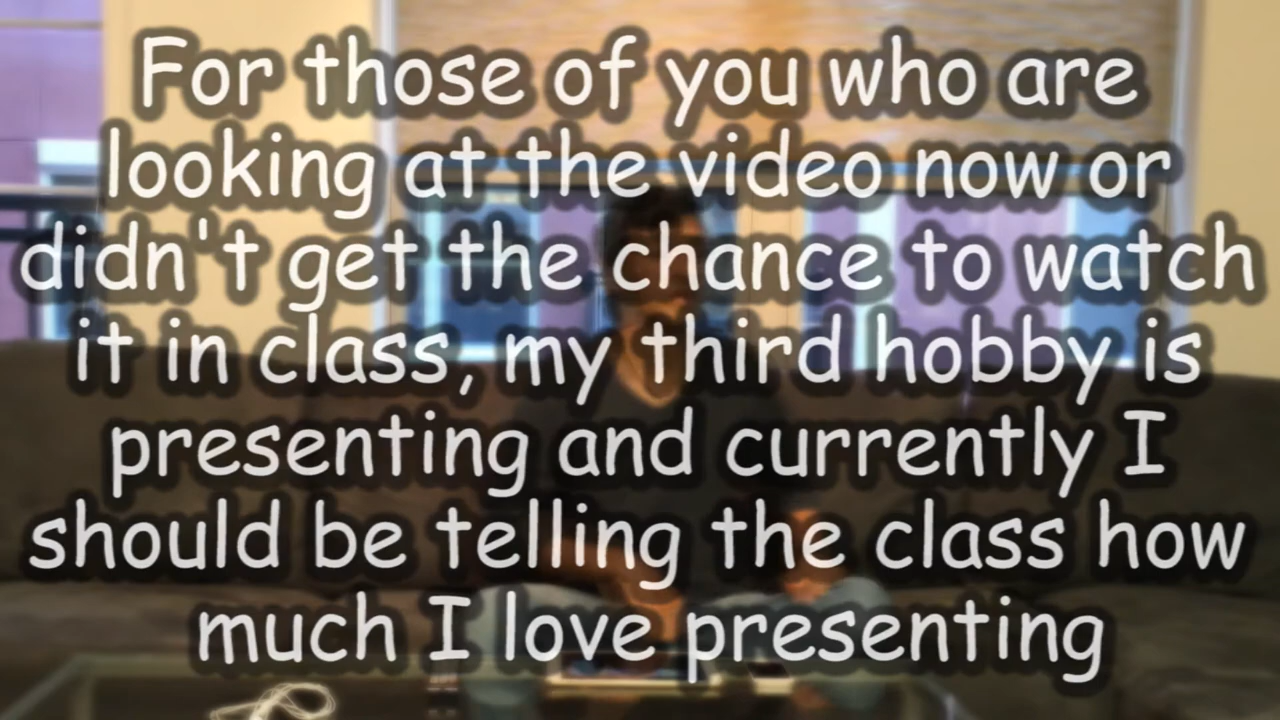 For those of you who are
looking at the video now or
didn't get the chance to watch
it in class, my third hobby is
presenting and currently I
should be telling the class how
much I love presenting